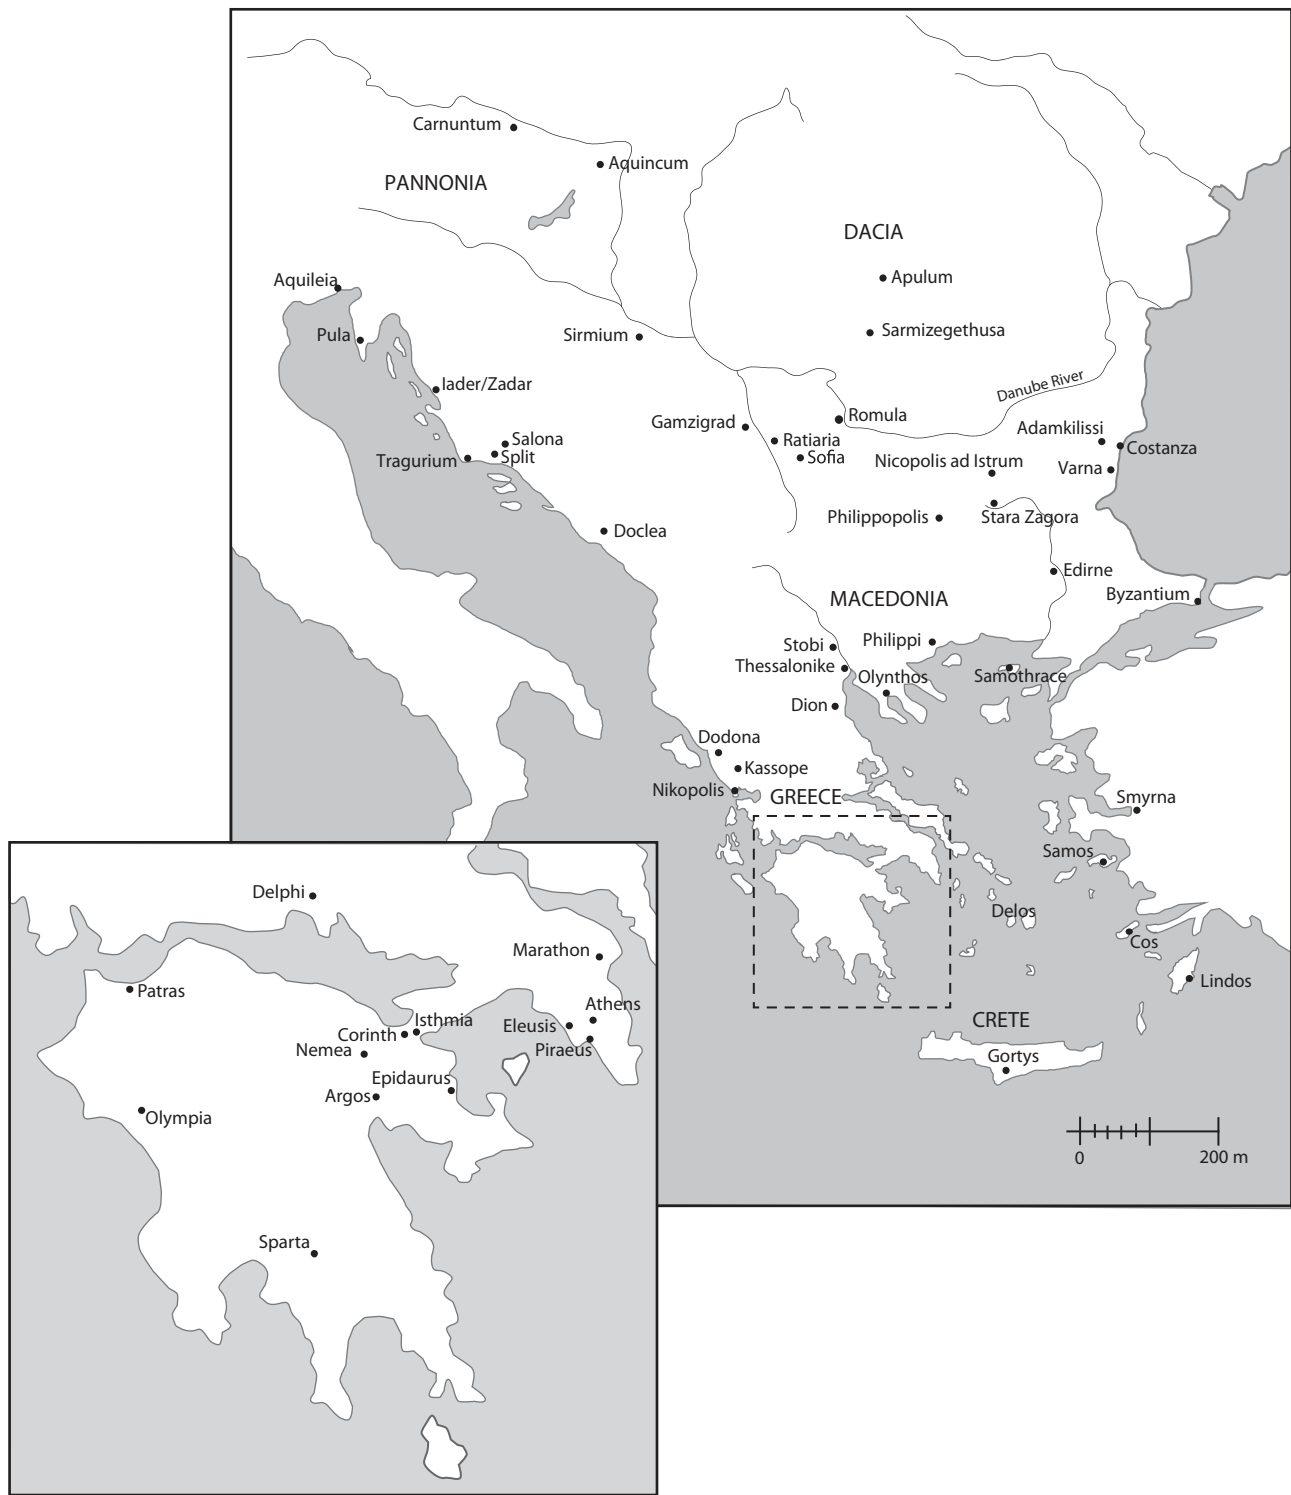 Carnuntum
Aquincum
PANNONIA
DACIA
Apulum
Aquileia
Sarmizegethusa
Pula
Sirmium
Iader/Zadar
Danube River
Romula
Gamzigrad
Adamkilissi
Salona
Ratiaria
Costanza
Split
Sofia
Tragurium
Nicopolis ad Istrum
Varna
Philippopolis
Stara Zagora
Doclea
Edirne
Byzantium
MACEDONIA
Stobi
Philippi
Thessalonike
Olynthos
Samothrace
Dion
Dodona
Kassope
Nikopolis
GREECE
Smyrna
Samos
Delos
Cos
Lindos
CRETE
Gortys
0
200 m
Delphi
Marathon
Patras
Athens
Isthmia
Eleusis
Corinth
Piraeus
Nemea
Epidaurus
Argos
Olympia
Sparta